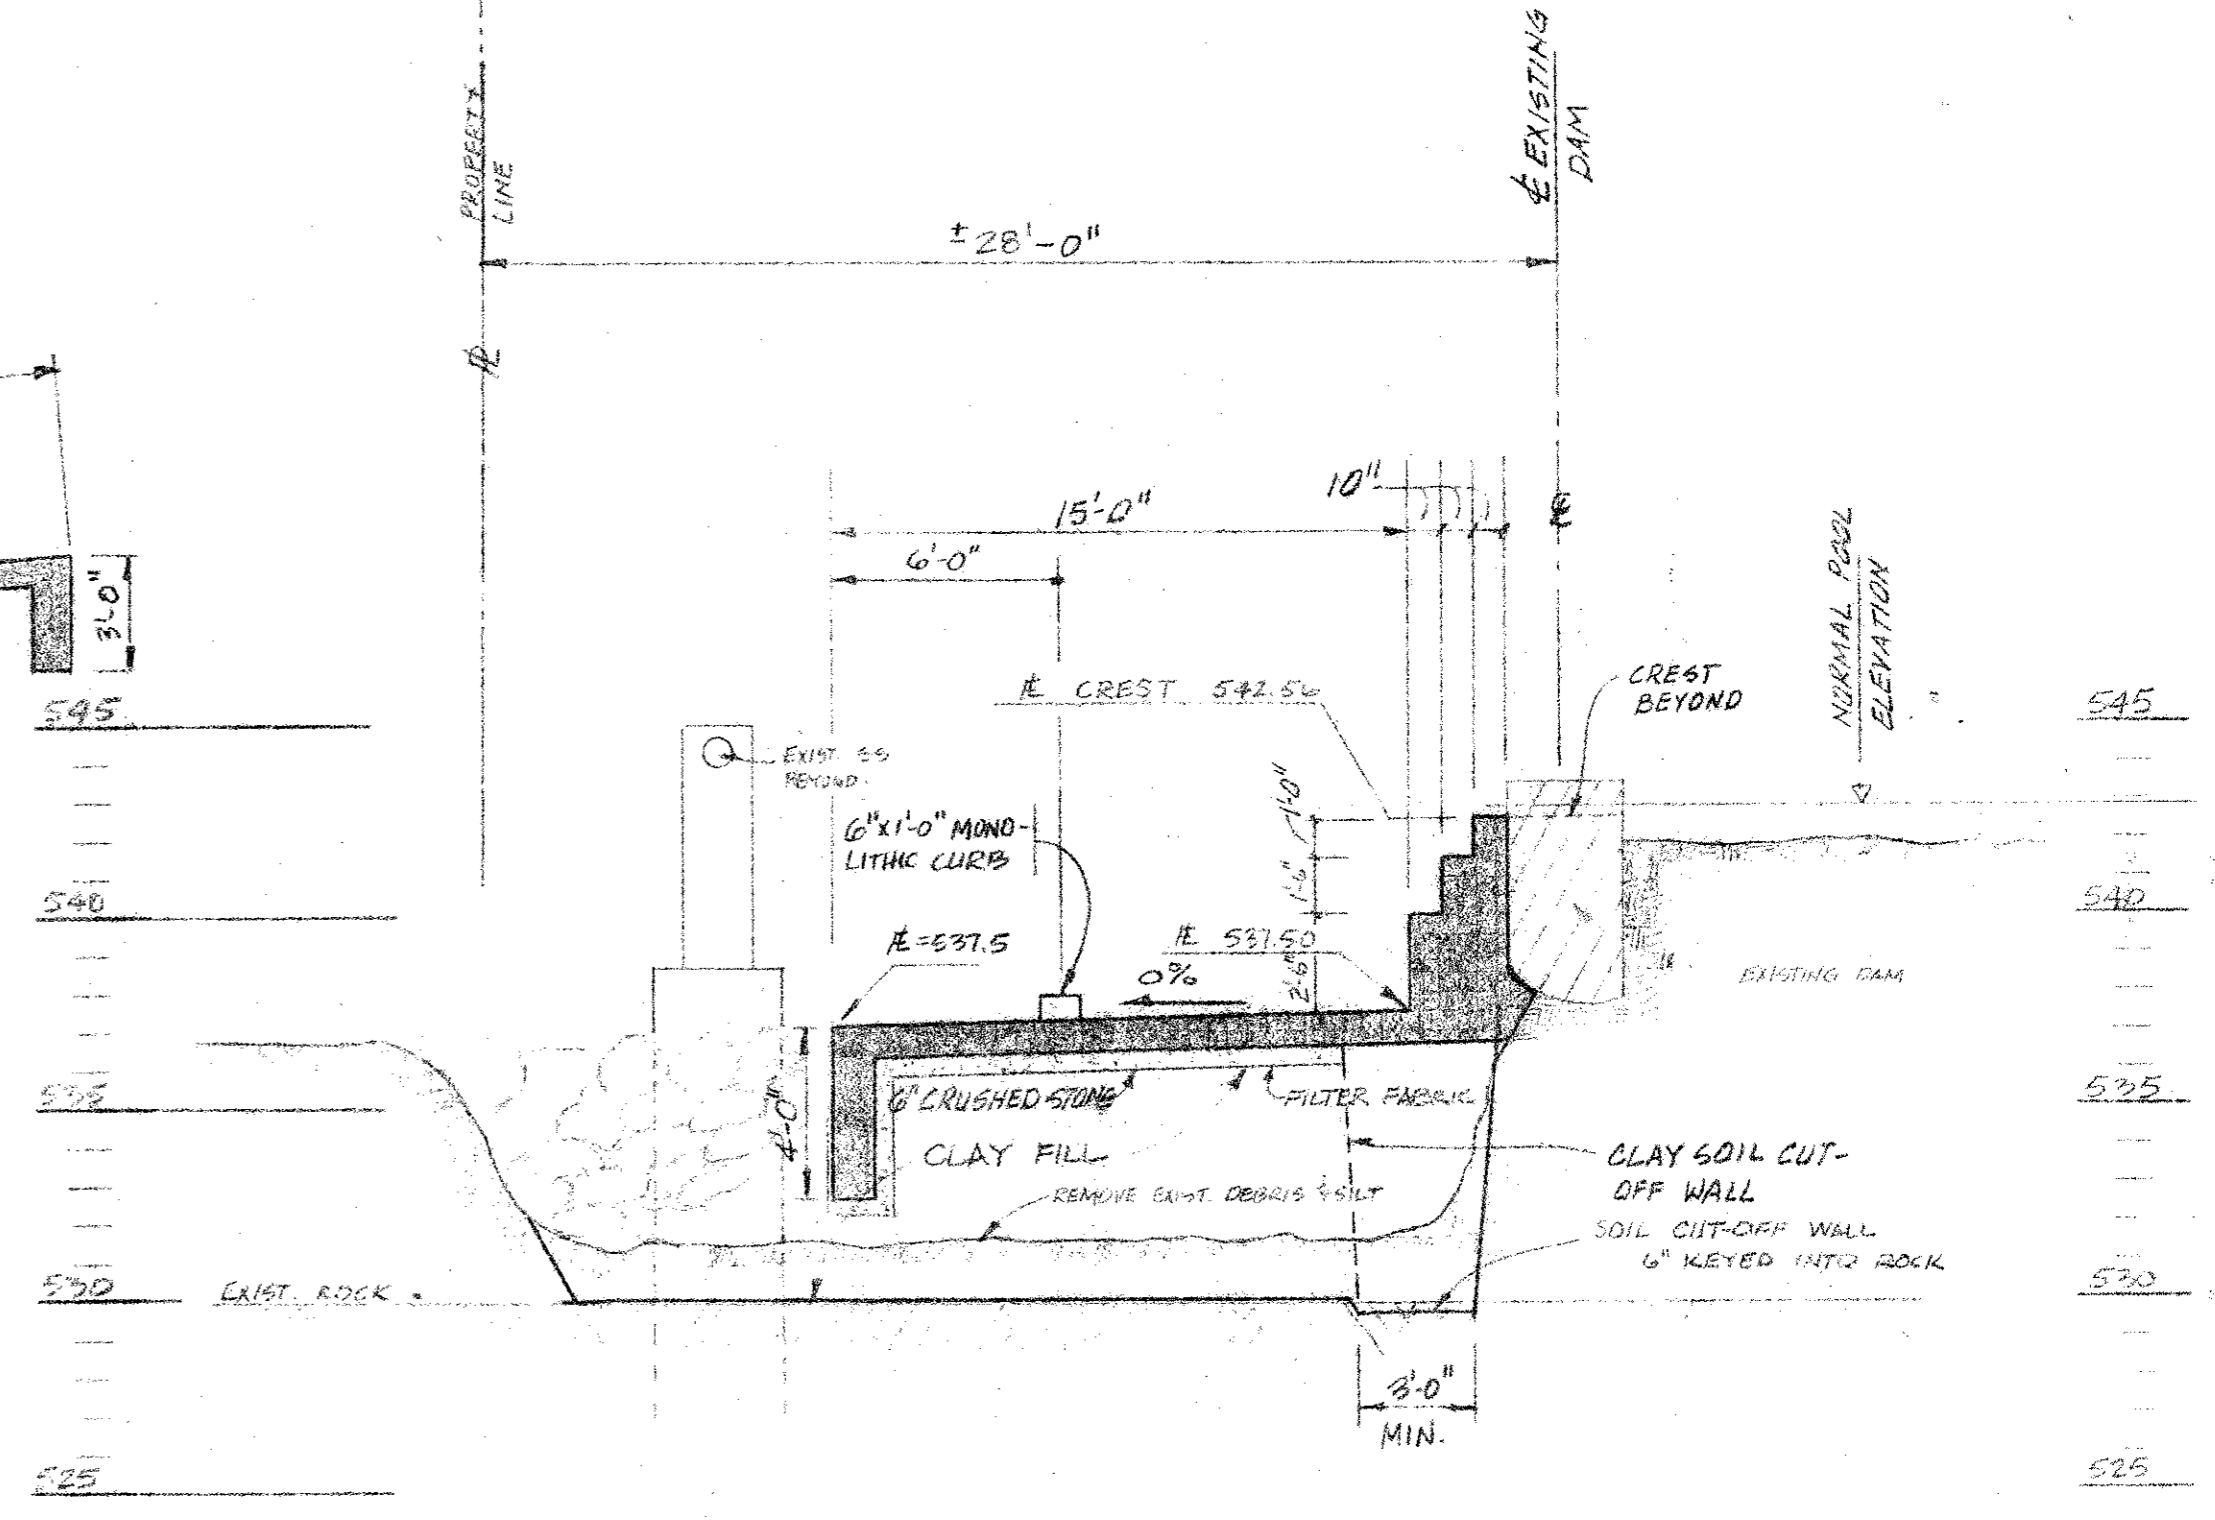 PROPERTY
LINE
℄ EXISTING
DAM
± 28'-0"
℄
10"
15'-0"
6'-0"
℄
3'-0"
NORMAL POOL
ELEVATION
CREST
BEYOND
CREST 542.56
545
545
EXIST. SS
BEYOND.
6"x1'-0" MONO-
LITHIC CURB
1'-0"
1'-6"
2'-6"
540
540
=537.5
537.50
0%
EXISTING DAM
535
535
4'-0"
6" CRUSHED STONE
FILTER FABRIC
CLAY FILL
REMOVE EXIST. DEBRIS & SILT
CLAY SOIL CUT-
OFF WALL
SOIL CUT-OFF WALL
6" KEYED INTO ROCK
530
EXIST. ROCK
530
3'-0"
MIN.
525
525